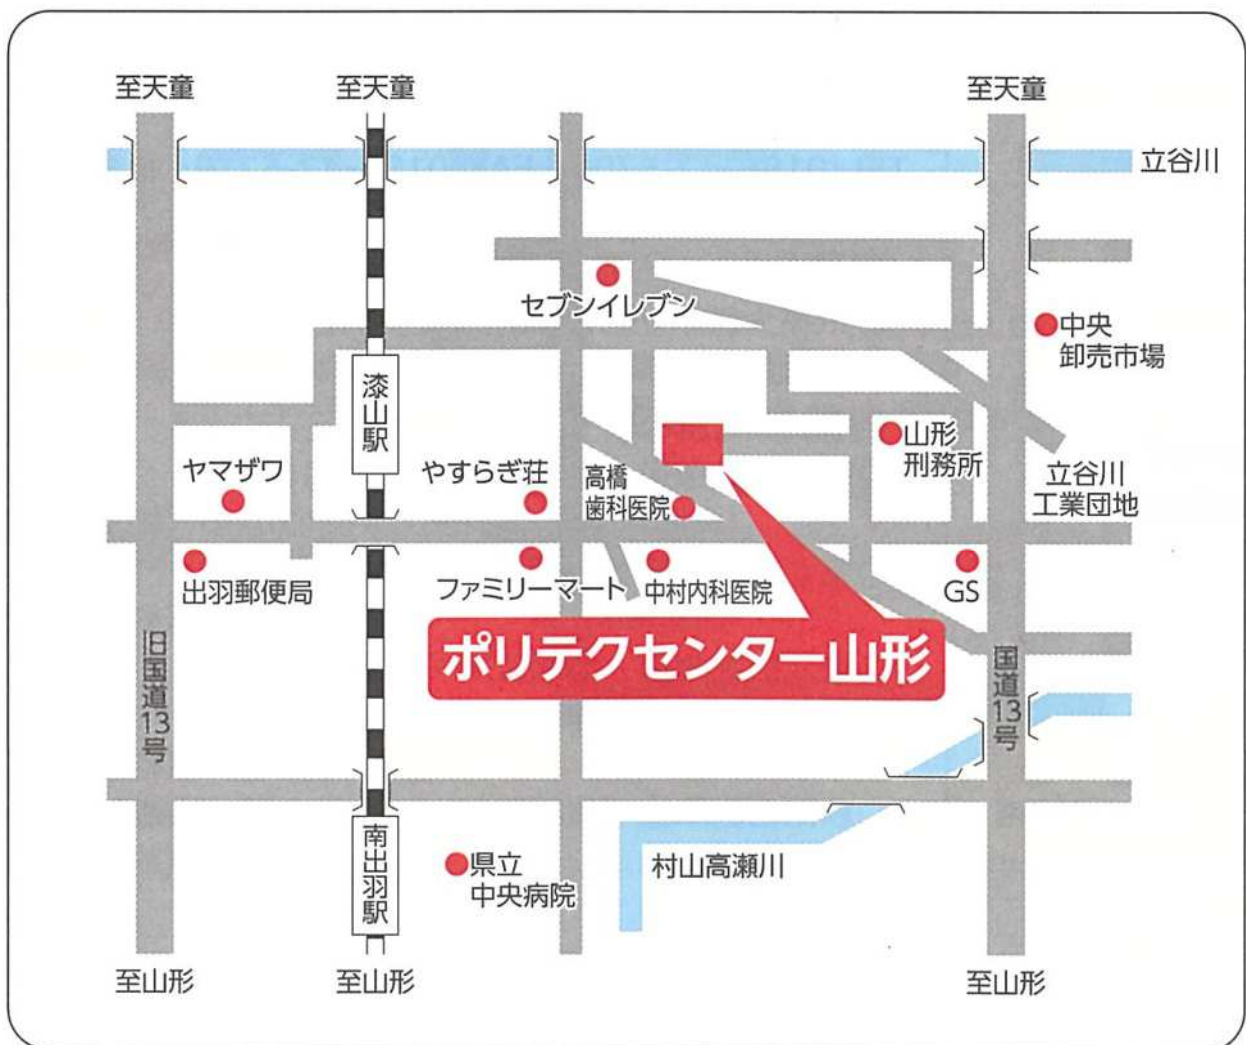 至天童
至天童
至天童
立谷川
セブンイレブン
中央
卸売市場
漆山駅
山形
刑務所
ヤマザワ
やすらぎ荘
高橋
歯科医院
立谷川
工業団地
出羽郵便局
ファミリーマート
中村内科医院
GS
ポリテクセンター山形
旧国道13号
国道13号
南出羽駅
県立
中央病院
村山高瀬川
至山形
至山形
至山形